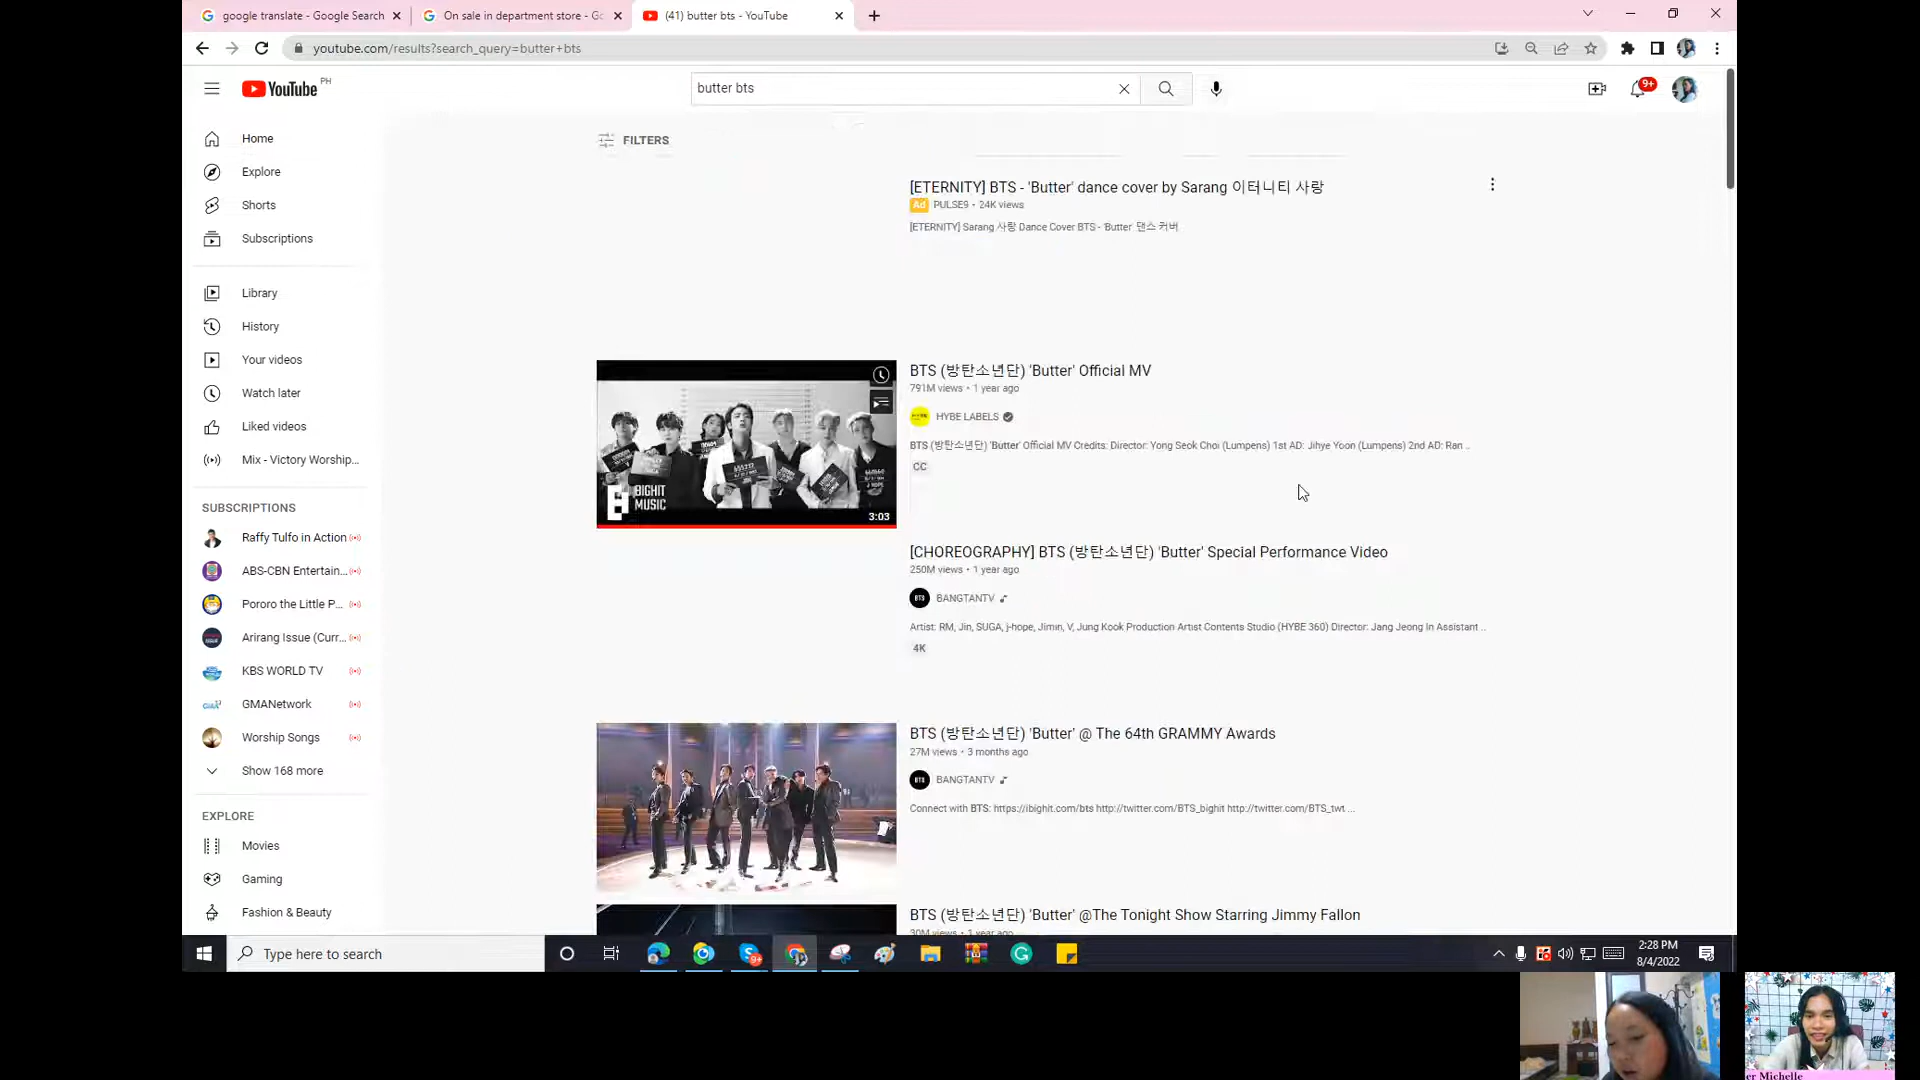 google translate - Google Search
On sale in department store - Go
(41) butter bts - YouTube
youtube.com/results?search_query=butter+bts
YouTube PH
butter bts
9+
Home
Explore
Shorts
Subscriptions
Library
History
Your videos
Watch later
Liked videos
Mix - Victory Worship...
SUBSCRIPTIONS
Raffy Tulfo in Action
ABS-CBN Entertain...
Pororo the Little P...
Arirang Issue (Curr...
KBS WORLD TV
GMANetwork
Worship Songs
Show 168 more
EXPLORE
Movies
Gaming
Fashion & Beauty
FILTERS
[ETERNITY] BTS - 'Butter' dance cover by Sarang 이터니티 사랑
Ad PULSE9 • 24K views
[ETERNITY] Sarang 사랑 Dance Cover BTS - 'Butter' 댄스 커버
BIGHIT
MUSIC
3:03
BTS (방탄소년단) 'Butter' Official MV
791M views • 1 year ago
HYBE LABELS
BTS (방탄소년단) 'Butter' Official MV Credits: Director: Yong Seok Choi (Lumpens) 1st AD: Jihye Yoon (Lumpens) 2nd AD: Ran ...
CC
[CHOREOGRAPHY] BTS (방탄소년단) 'Butter' Special Performance Video
250M views • 1 year ago
BTS BANGTANTV
Artist: RM, Jin, SUGA, j-hope, Jimin, V, Jung Kook Production Artist Contents Studio (HYBE 360) Director: Jang Jeong In Assistant ...
4K
BTS (방탄소년단) 'Butter' @ The 64th GRAMMY Awards
27M views • 3 months ago
BTS BANGTANTV
Connect with BTS: https://ibighit.com/bts http://twitter.com/BTS_bighit http://twitter.com/BTS_twt ...
BTS (방탄소년단) 'Butter' @The Tonight Show Starring Jimmy Fallon
30M views • 1 year ago
Type here to search
9+
2:28 PM
8/4/2022
er Michelle